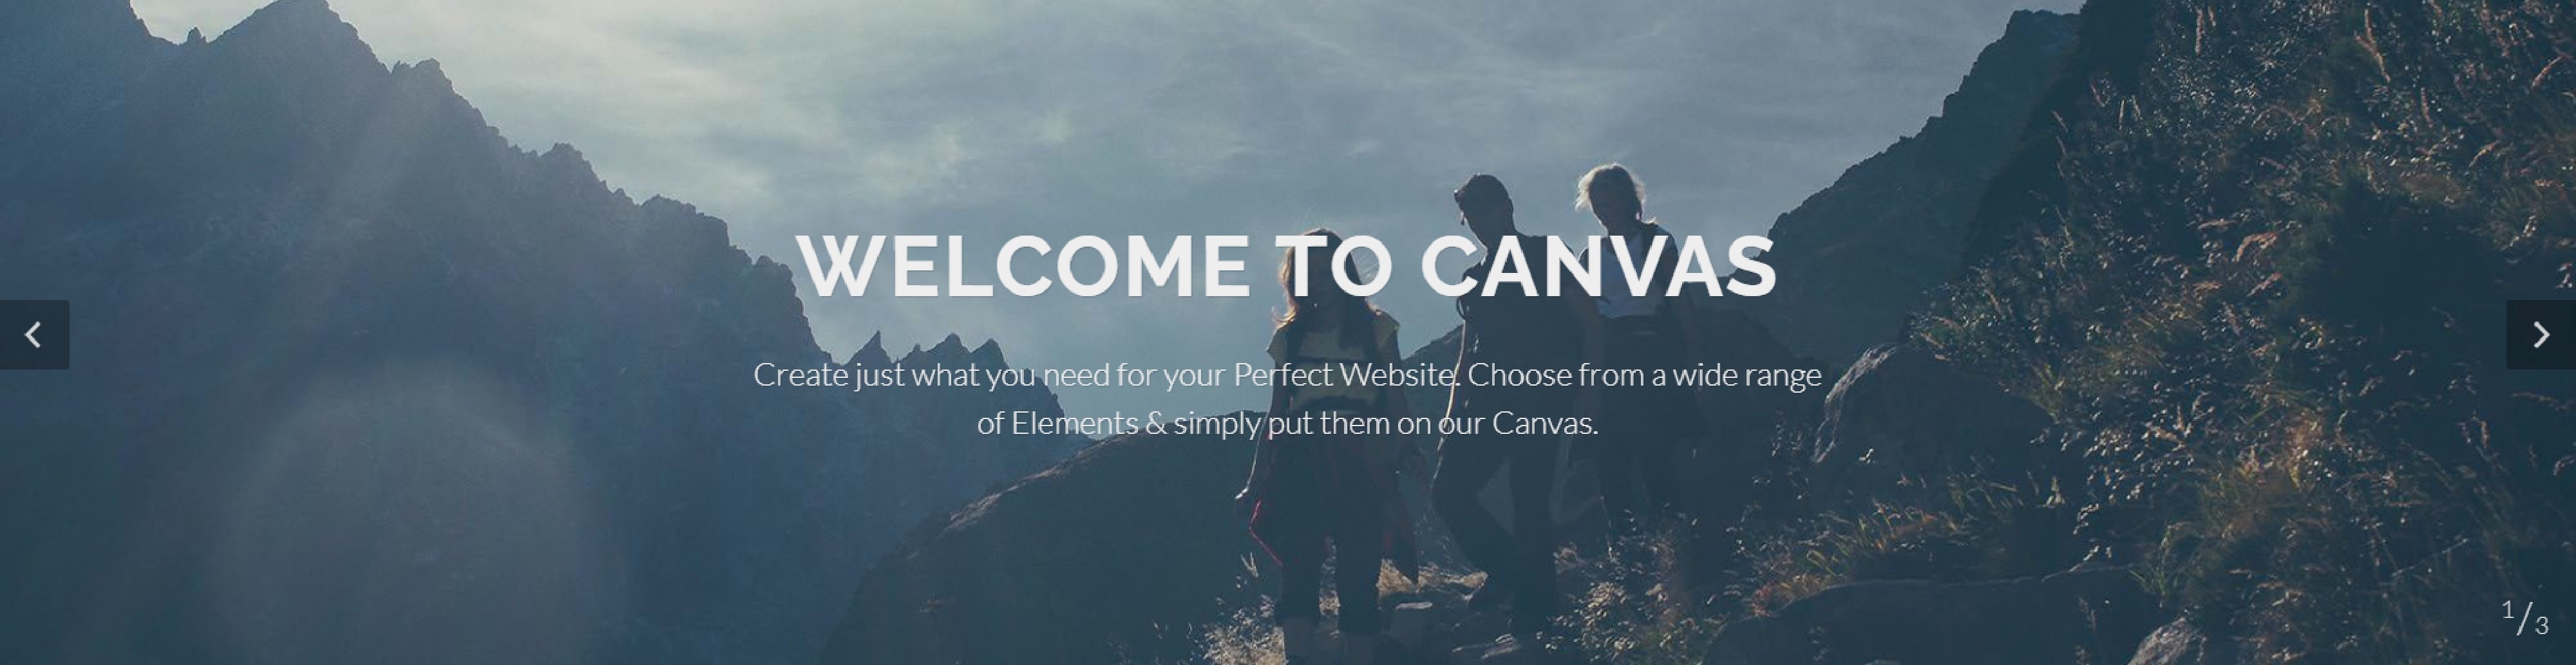 WELCOME TO CANVAS
Create just what you need for your Perfect Website. Choose from a wide range
of Elements & simply put them on our Canvas.
1/3